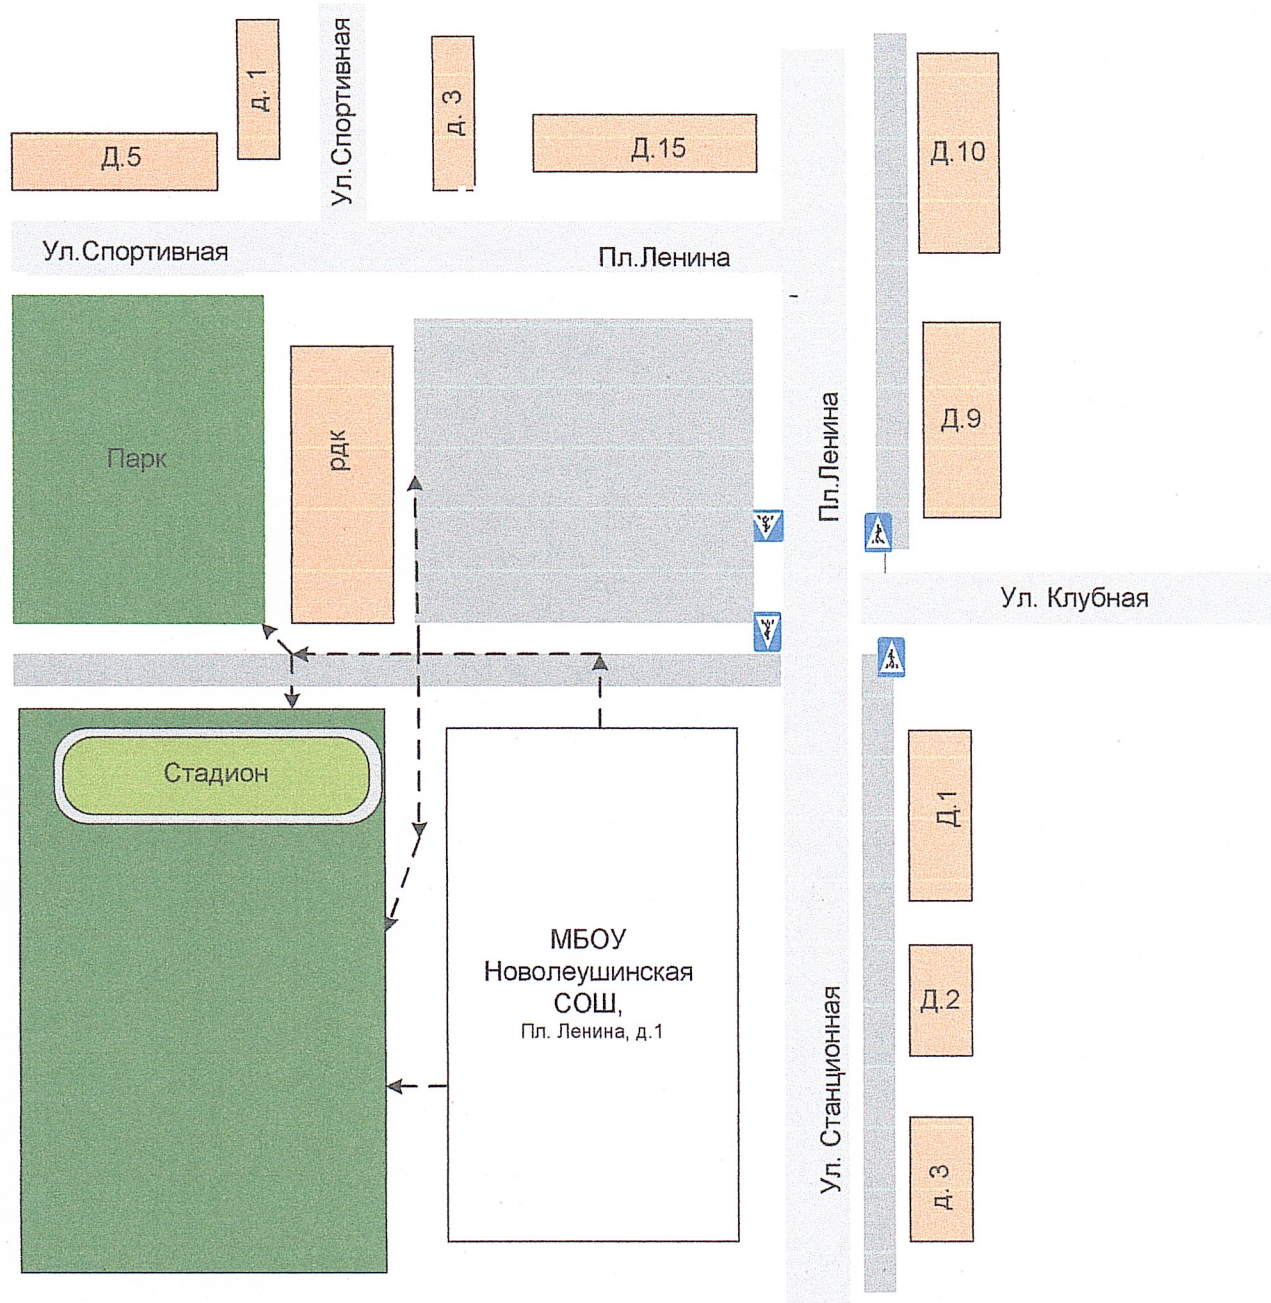 д. 1
Ул.Спортивная
д. 3
Д.5
Д.15
Д.10
Ул.Спортивная
Пл.Ленина
Парк
рдк
Пл.Ленина
Д.9
Ул. Клубная
Стадион
Д.1
МБОУ
Новолеушинская
СОШ,
Пл. Ленина, д.1
Ул. Станционная
Д.2
д. 3